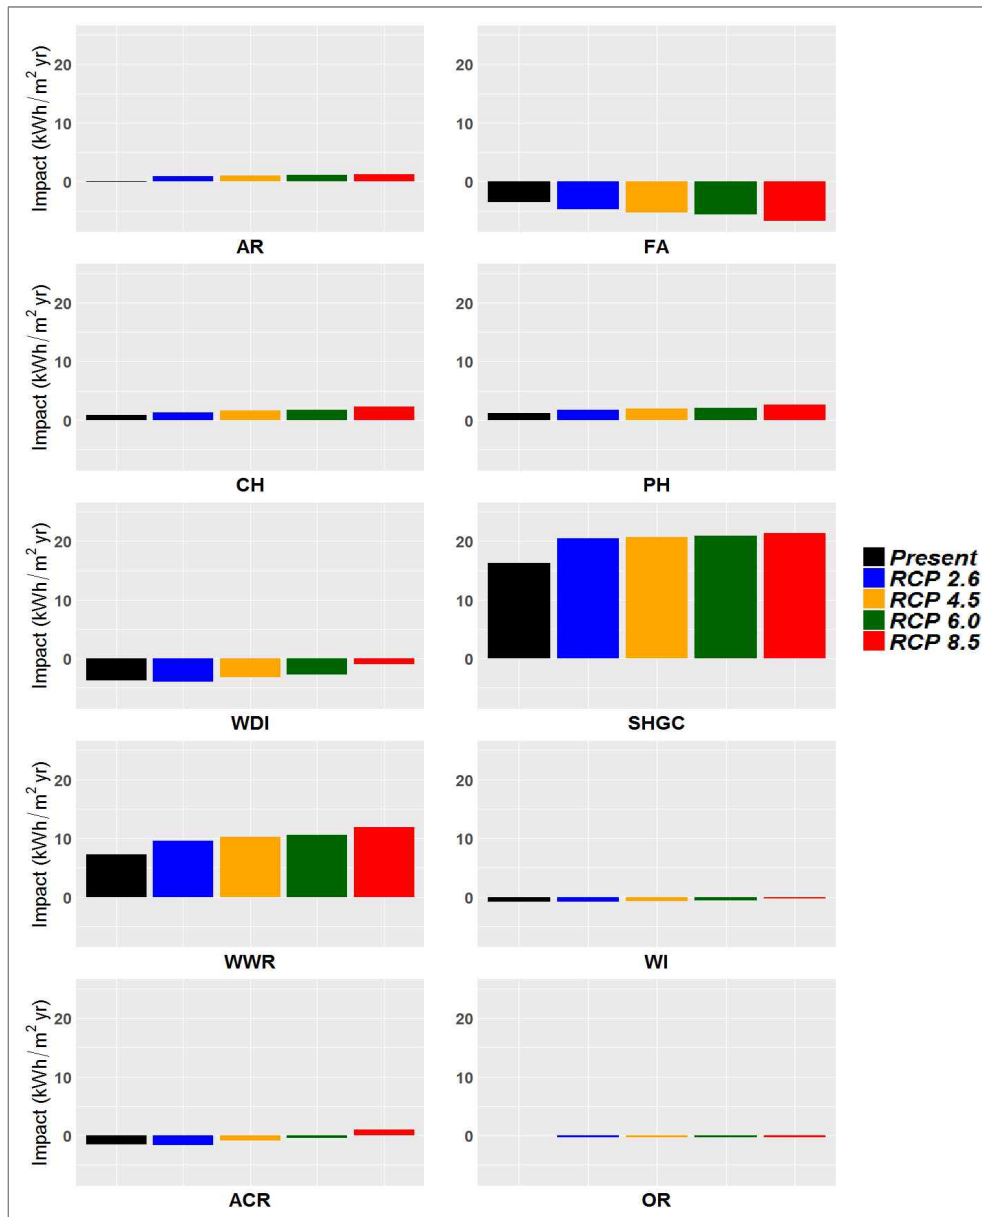 Impact (kWh/m² yr)
20
10
0
AR
20
10
0
FA
Impact (kWh/m² yr)
20
10
0
CH
20
10
0
PH
Impact (kWh/m² yr)
20
10
0
WDI
20
10
0
SHGC
Present
RCP 2.6
RCP 4.5
RCP 6.0
RCP 8.5
Impact (kWh/m² yr)
20
10
0
WWR
20
10
0
WI
Impact (kWh/m² yr)
20
10
0
ACR
20
10
0
OR